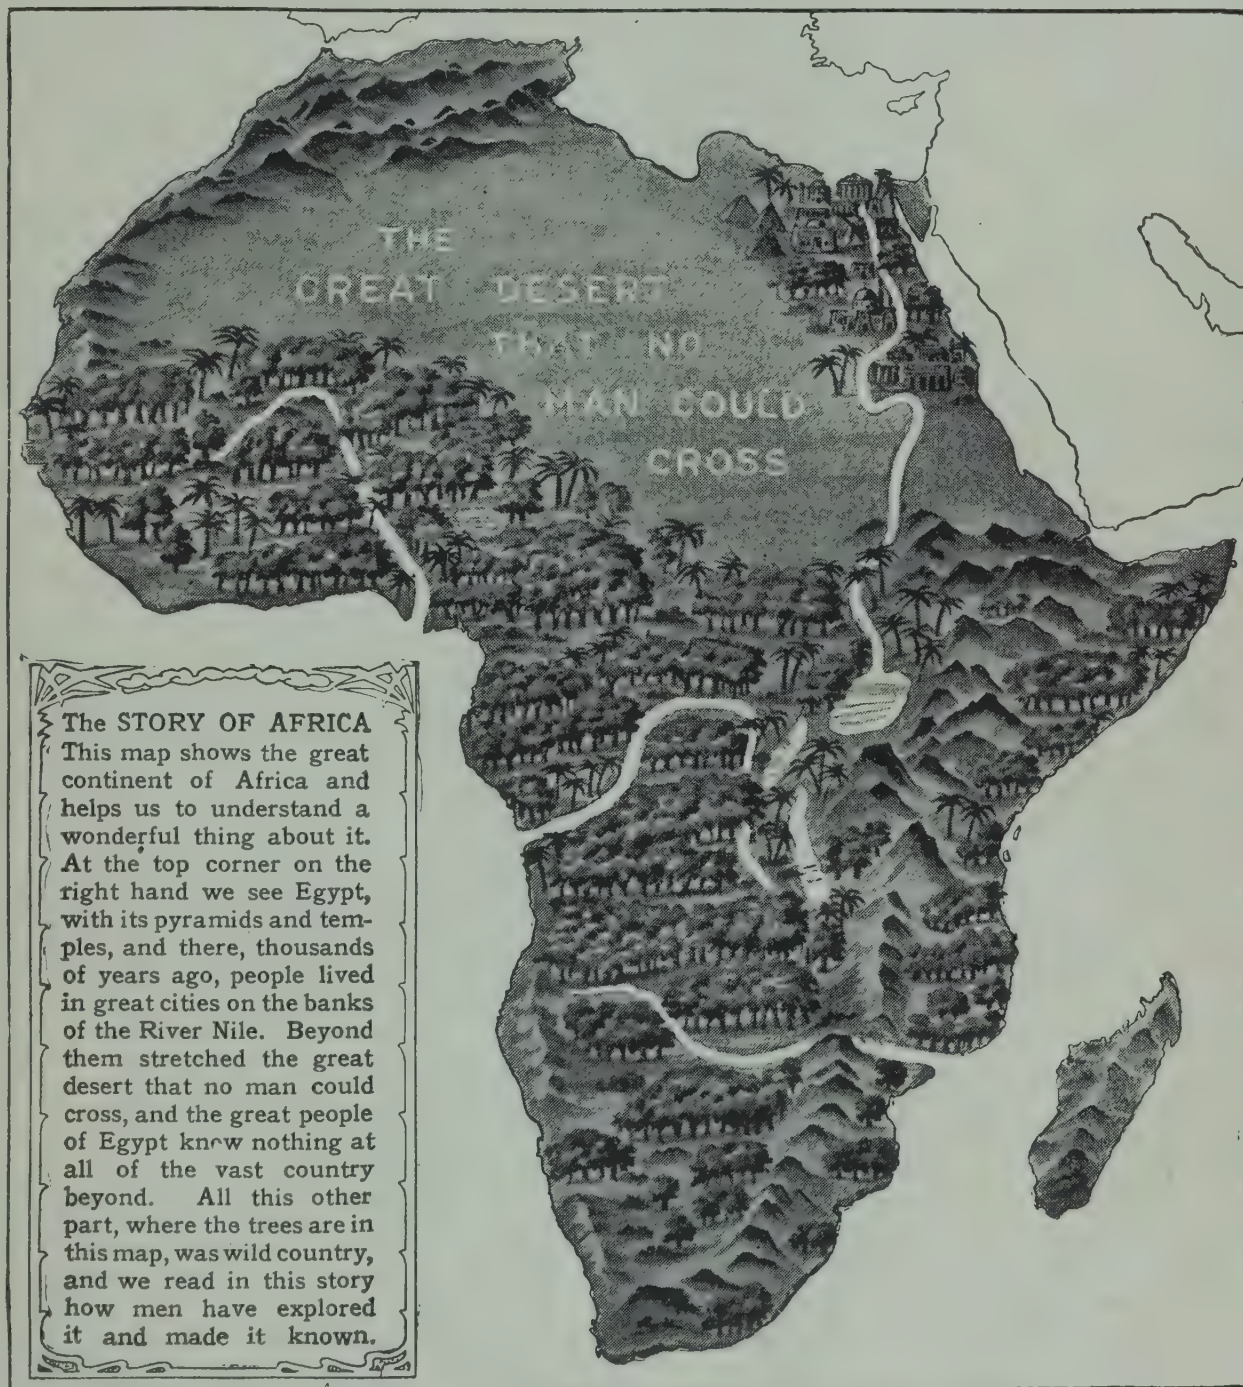 THE
GREAT DESERT
THAT NO
MAN COULD
CROSS
The STORY OF AFRICA
This map shows the great
continent of Africa and
helps us to understand a
wonderful thing about it.
At the top corner on the
right hand we see Egypt,
with its pyramids and tem-
ples, and there, thousands
of years ago, people lived
in great cities on the banks
of the River Nile. Beyond
them stretched the great
desert that no man could
cross, and the great people
of Egypt knew nothing at
all of the vast country
beyond. All this other
part, where the trees are in
this map, was wild country,
and we read in this story
how men have explored
it and made it known.